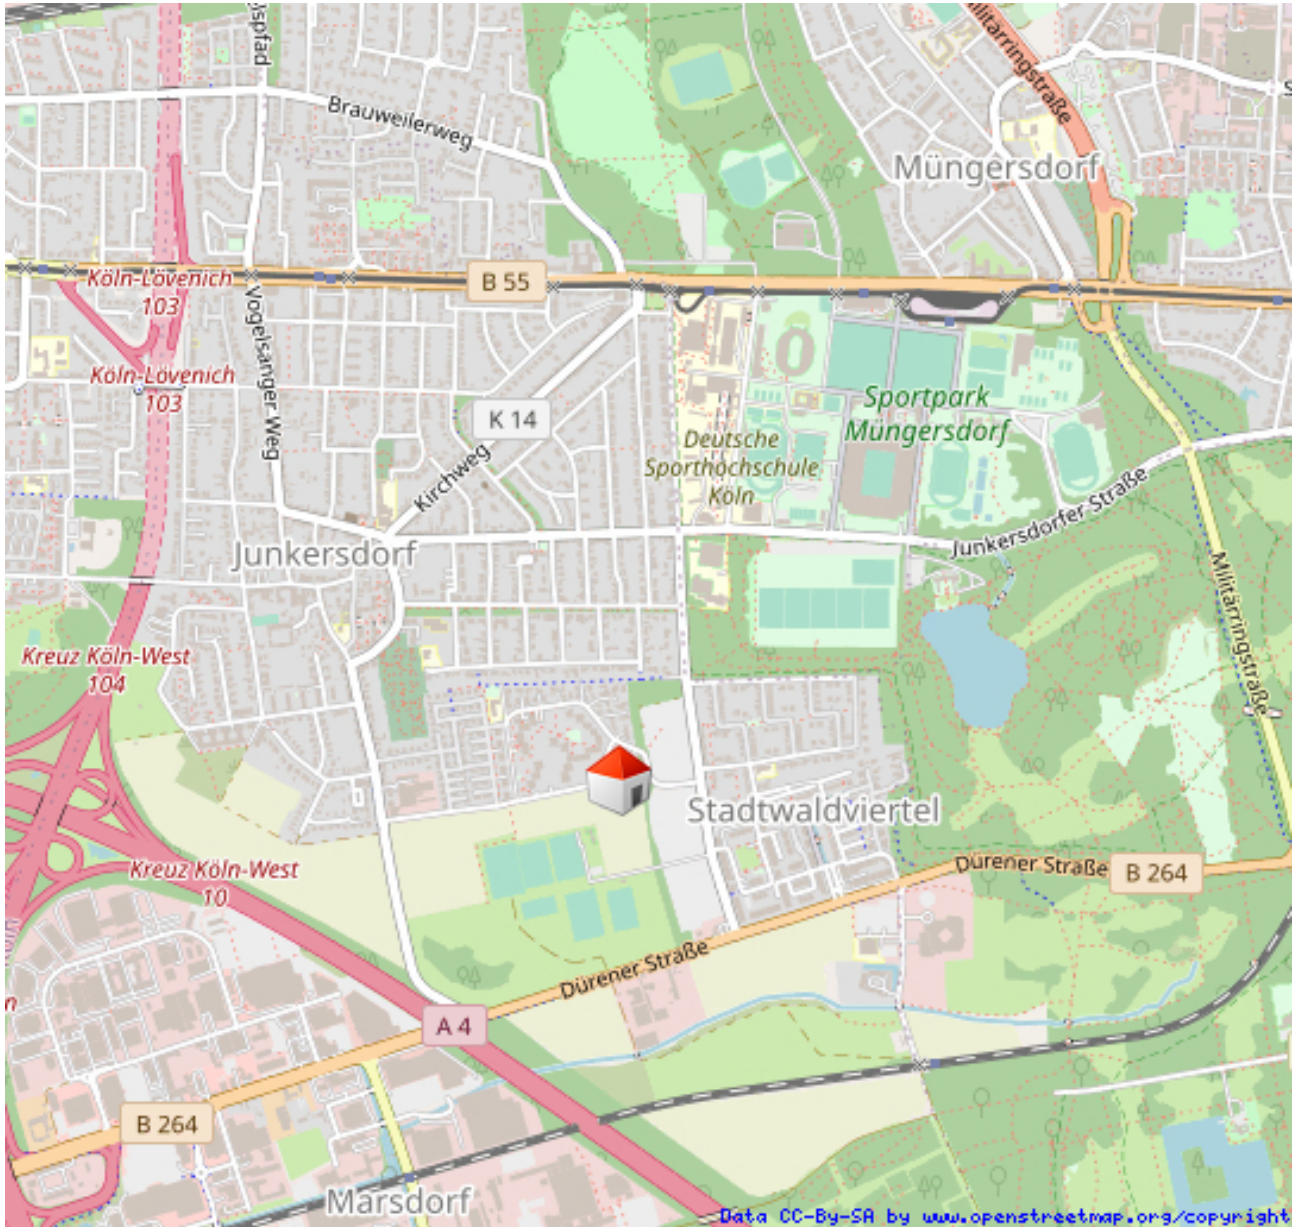 Militärringstraße
Brauweilerweg
Müngersdorf
Köln-Lövenich
103
B 55
Vogelsanger Weg
Köln-Lövenich
103
K 14
Sportpark
Müngersdorf
Deutsche
Sporthochschule
Köln
Kirchweg
Junkersdorfer Straße
Junkersdorf
Militärringstraße
Kreuz Köln-West
104
Stadtwaldviertel
Kreuz Köln-West
10
Dürener Straße
B 264
Dürener Straße
A 4
B 264
Marsdorf
Data CC-By-SA by www.openstreetmap.org/copyright